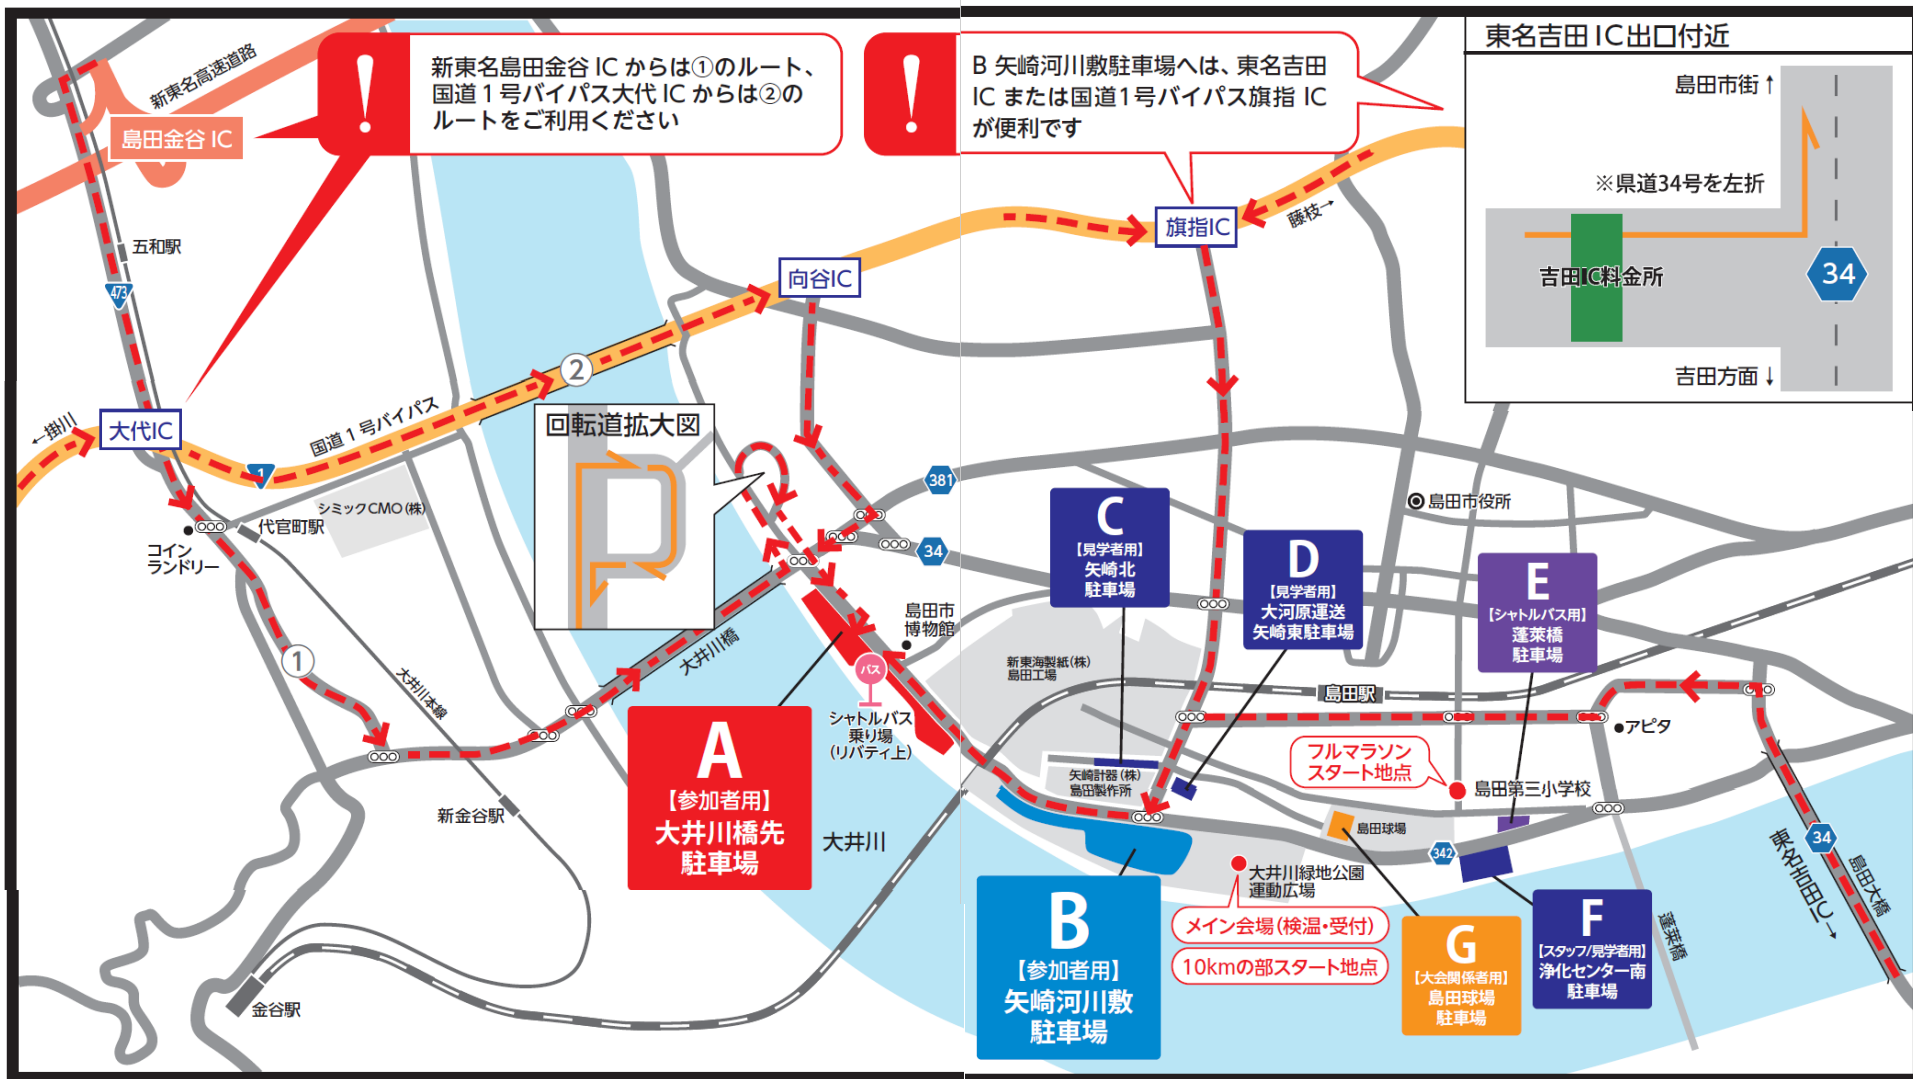 新東名高速道路
島田金谷 IC
!
新東名島田金谷 IC からは①のルート、
国道1号バイパス大代 IC からは②の
ルートをご利用ください
!
B 矢崎河川敷駐車場へは、東名吉田
IC または国道1号バイパス旗指 IC
が便利です
東名吉田 IC出口付近
島田市街↑
※県道34号を左折
吉田IC料金所
34
吉田方面↓
五和駅
473
←掛川
大代IC
1
国道1号バイパス
②
向谷IC
旗指IC
藤枝→
回転道拡大図
シミックCMO(株)
代官町駅
コイン
ランドリー
①
大井川本線
新金谷駅
金谷駅
大井川橋
381
34
島田市
博物館
バス
シャトルバス
乗り場
(リバティ上)
大井川
A
【参加者用】
大井川橋先
駐車場
B
【参加者用】
矢崎河川敷
駐車場
C
【見学者用】
矢崎北
駐車場
D
【見学者用】
大河原運送
矢崎東駐車場
E
【シャトルバス用】
蓬莱橋
駐車場
島田市役所
新東海製紙(株)
島田工場
島田駅
アピタ
フルマラソン
スタート地点
島田第三小学校
矢崎計器(株)
島田製作所
島田球場
342
大井川緑地公園
運動広場
メイン会場(検温・受付)
10kmの部スタート地点
G
【大会関係者用】
島田球場
駐車場
F
【スタッフ/見学者用】
浄化センター南
駐車場
蓬莱橋
34
島田大橋
東名吉田IC→